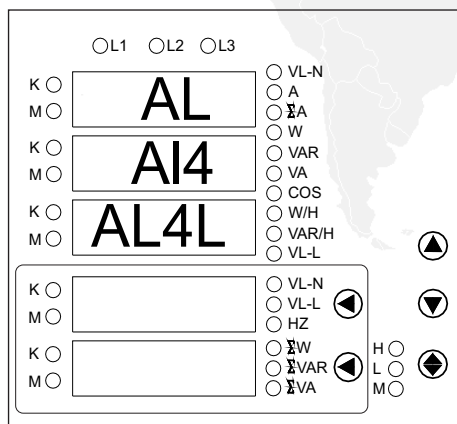 L1 L2 L3
VL-N
K
A
AL
M
ΣA
W
K
VAR
AI4
M
VA
COS
K
W/H
AL4L
M
VAR/H
VL-L
VL-N
K
VL-L
M
HZ
K
ΣW
H
ΣVAR
L
M
ΣVA
M